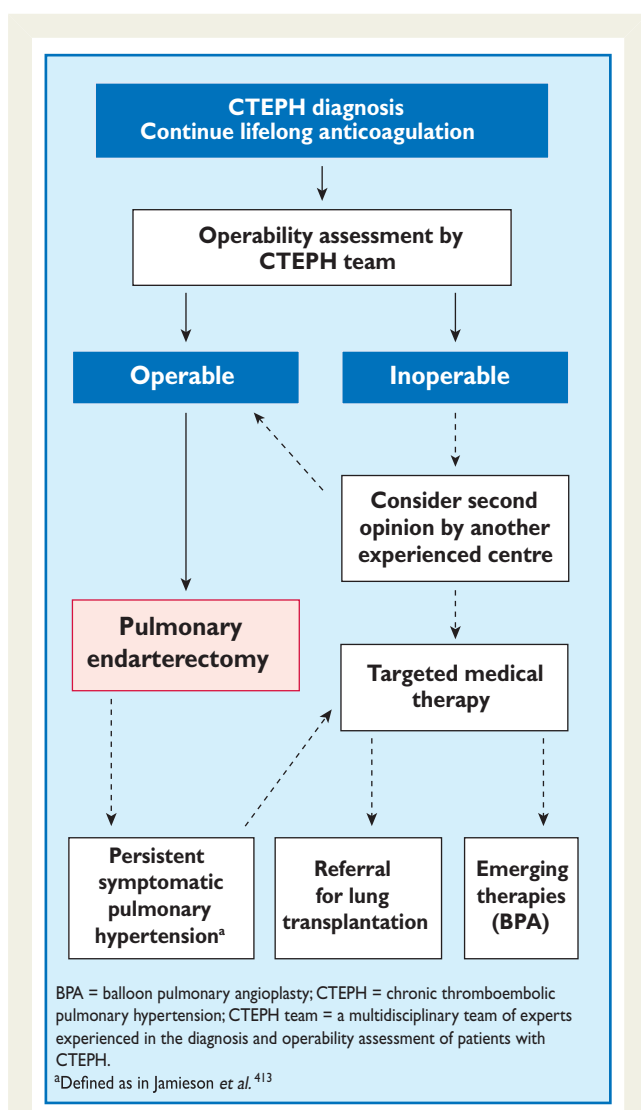 CTEPH diagnosis
Continue lifelong anticoagulation
Operability assessment by
CTEPH team
Operable
Inoperable
Consider second
opinion by another
experienced centre
Pulmonary
endarterectomy
Targeted medical
therapy
Persistent
symptomatic
pulmonary
hypertensionᵃ
Referral
for lung
transplantation
Emerging
therapies
(BPA)
BPA = balloon pulmonary angioplasty; CTEPH = chronic thromboembolic
pulmonary hypertension; CTEPH team = a multidisciplinary team of experts
experienced in the diagnosis and operability assessment of patients with
CTEPH.
ᵃDefined as in Jamieson et al.⁴¹³